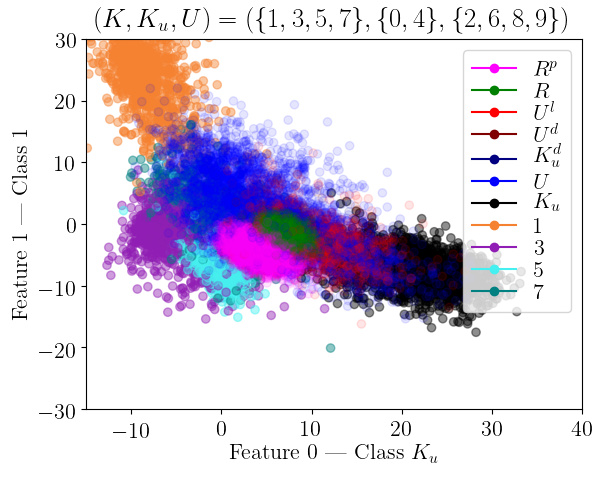 (K, K_u, U) = ({1, 3, 5, 7}, {0, 4}, {2, 6, 8, 9})
30
20
10
0
−10
−20
−30
Feature 1 — Class 1
−10
0
10
20
30
40
Feature 0 — Class K_u
R^p
R
U^l
U^d
K_u^d
U
K_u
1
3
5
7